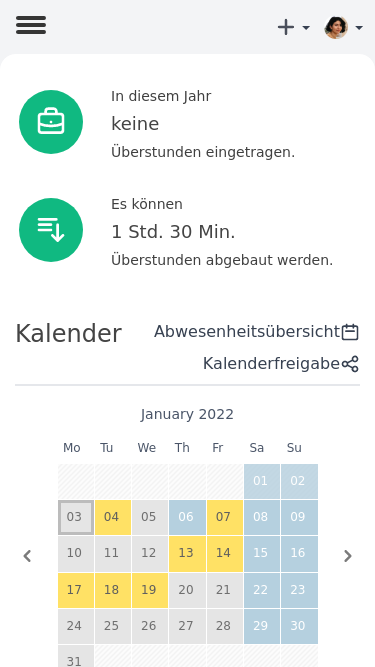 In diesem Jahr
keine
Überstunden eingetragen.
Es können
1 Std. 30 Min.
Überstunden abgebaut werden.
Kalender
Abwesenheitsübersicht
Kalenderfreigabe
January 2022
Mo Tu We Th Fr Sa Su
01 02
03 04 05 06 07 08 09
10 11 12 13 14 15 16
17 18 19 20 21 22 23
24 25 26 27 28 29 30
31